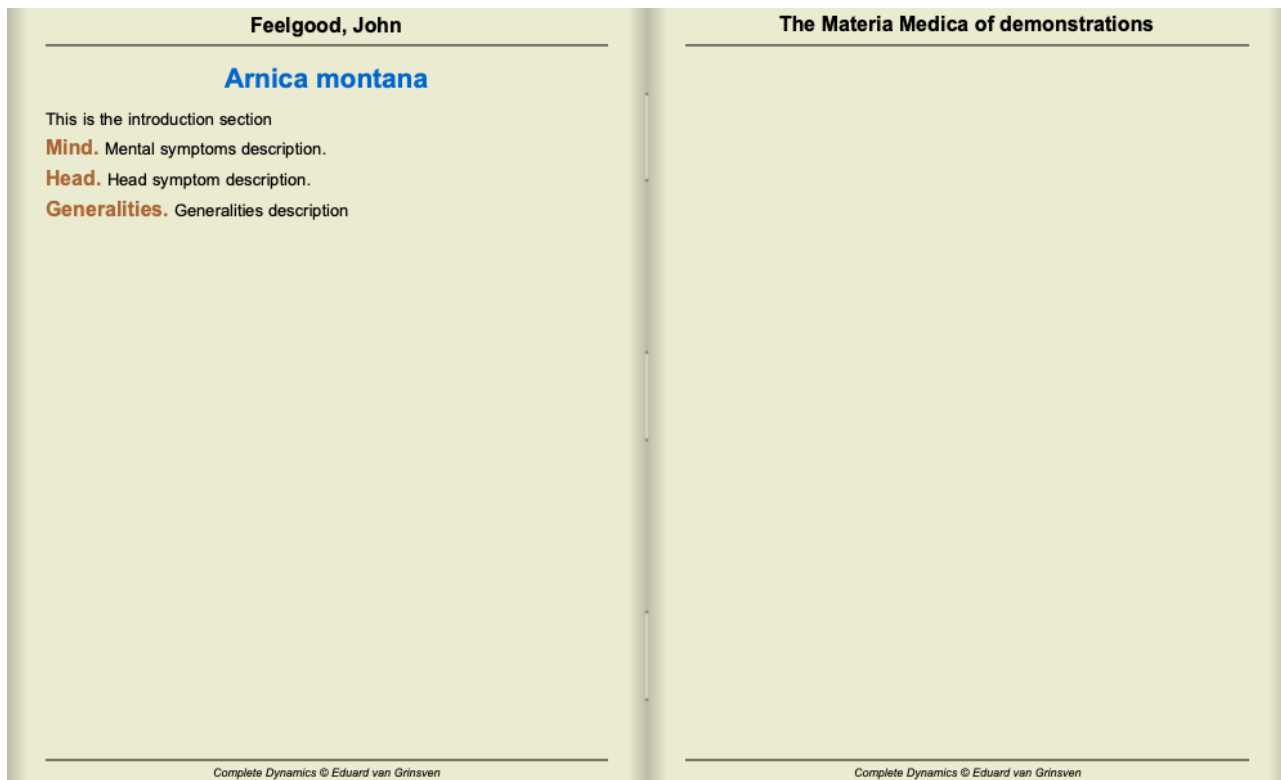 Feelgood, John
Arnica montana
This is the introduction section
Mind. Mental symptoms description.
Head. Head symptom description.
Generalities. Generalities description
Complete Dynamics © Eduard van Grinsven
The Materia Medica of demonstrations
Complete Dynamics © Eduard van Grinsven